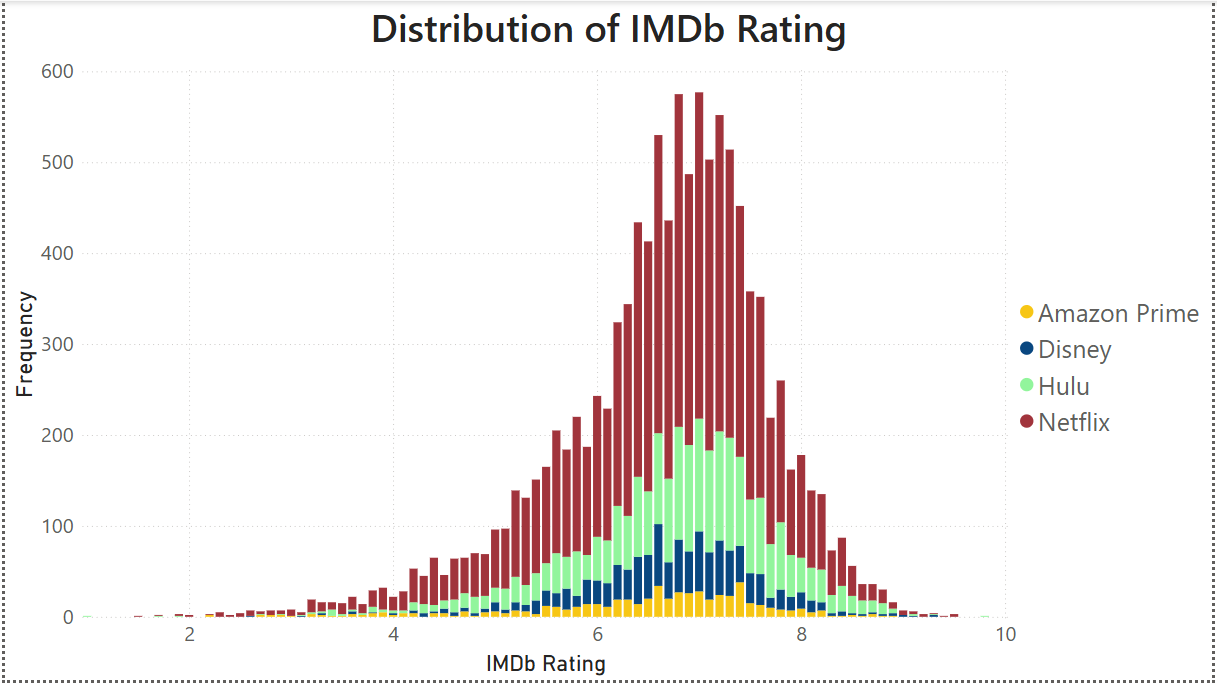 Distribution of IMDb Rating
600
500
400
300
200
100
0
Frequency
2 4 6 8 10
IMDb Rating
Amazon Prime
Disney
Hulu
Netflix